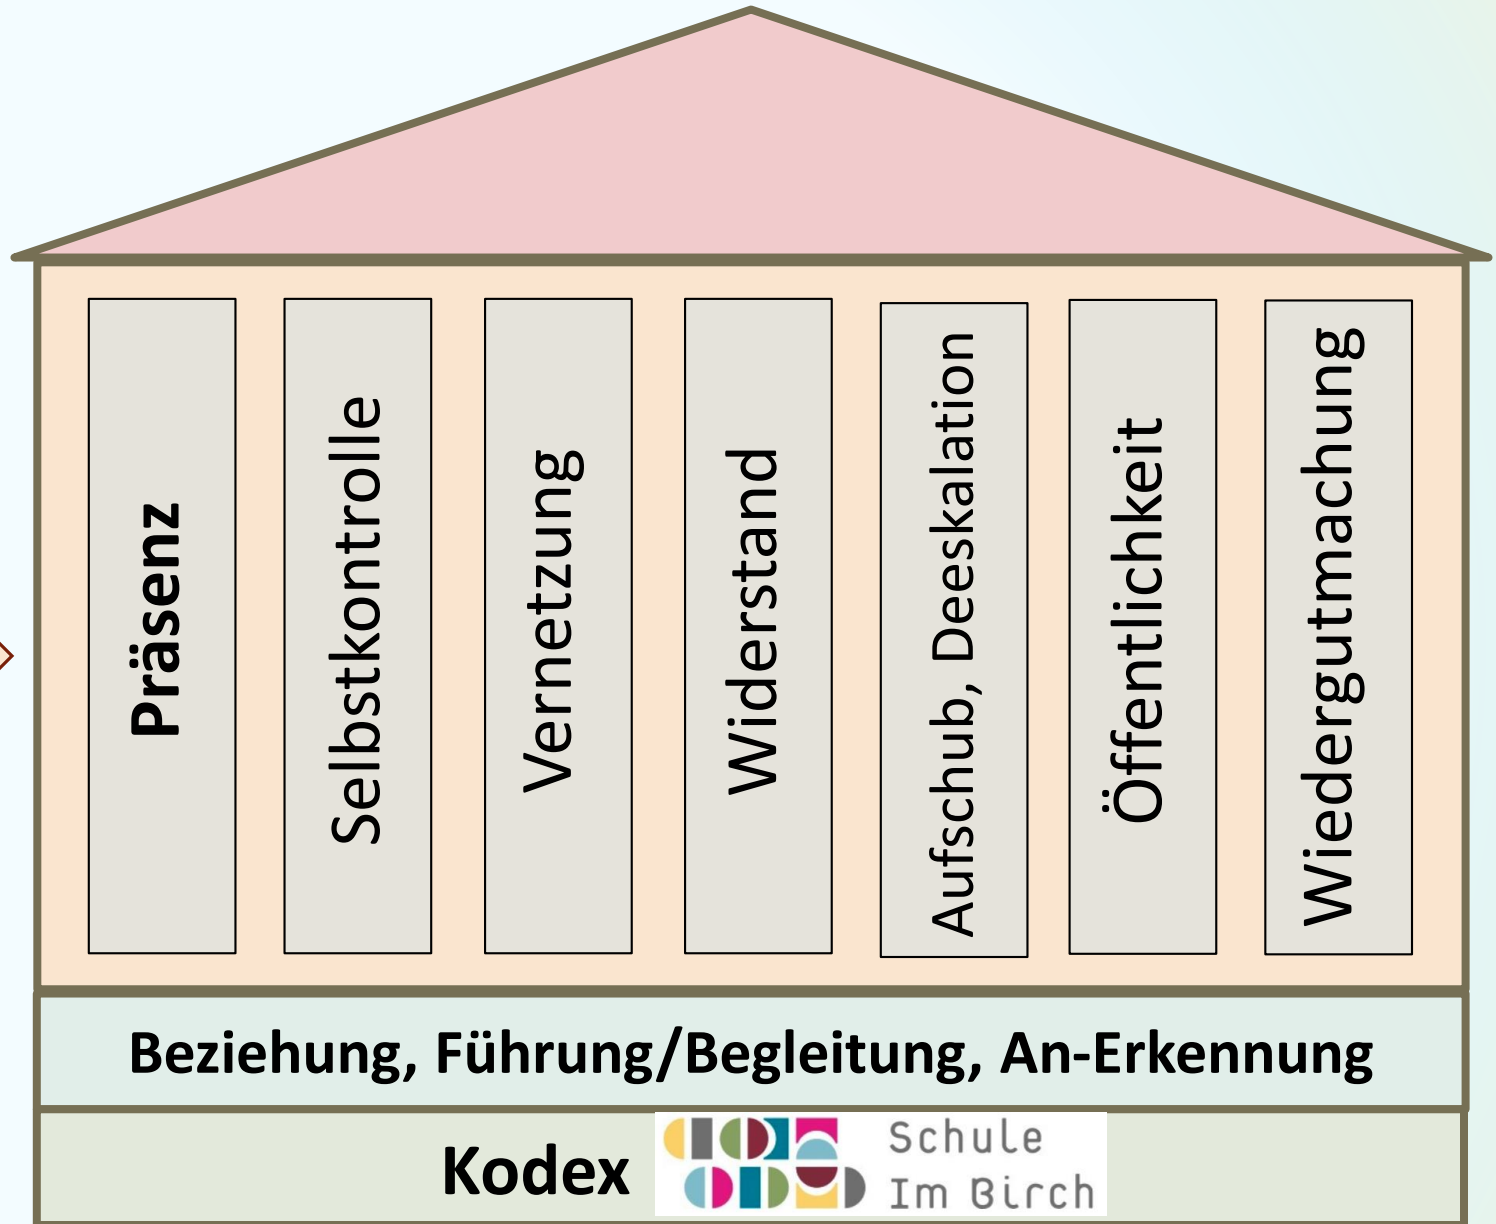 Präsenz
Selbstkontrolle
Vernetzung
Widerstand
Aufschub, Deeskalation
Öffentlichkeit
Wiedergutmachung
Beziehung, Führung/Begleitung, An-Erkennung
Kodex
Schule
Im Birch